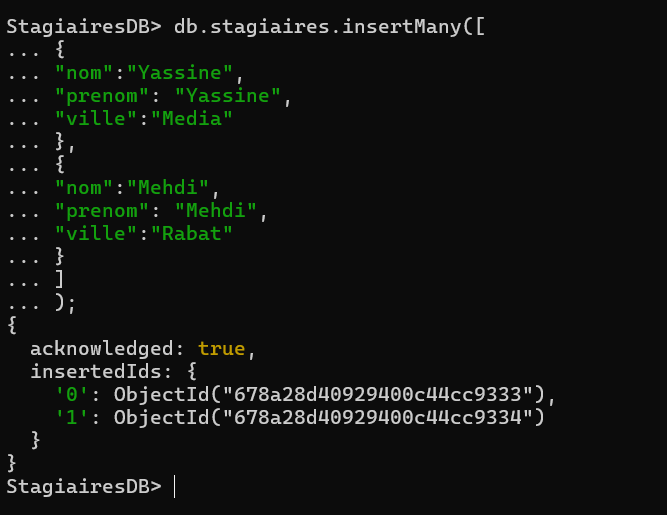 StagiairesDB> db.stagiaires.insertMany([
... {
... "nom":"Yassine",
... "prenom": "Yassine",
... "ville":"Media"
... },
... {
... "nom":"Mehdi",
... "prenom": "Mehdi",
... "ville":"Rabat"
... }
... ]
... );
{
  acknowledged: true,
  insertedIds: {
    '0': ObjectId("678a28d40929400c44cc9333"),
    '1': ObjectId("678a28d40929400c44cc9334")
  }
}
StagiairesDB>